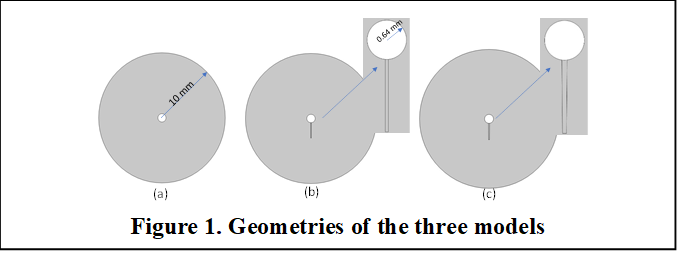 0.64 mm
10 mm
(a)
(b)
(c)
Figure 1. Geometries of the three models